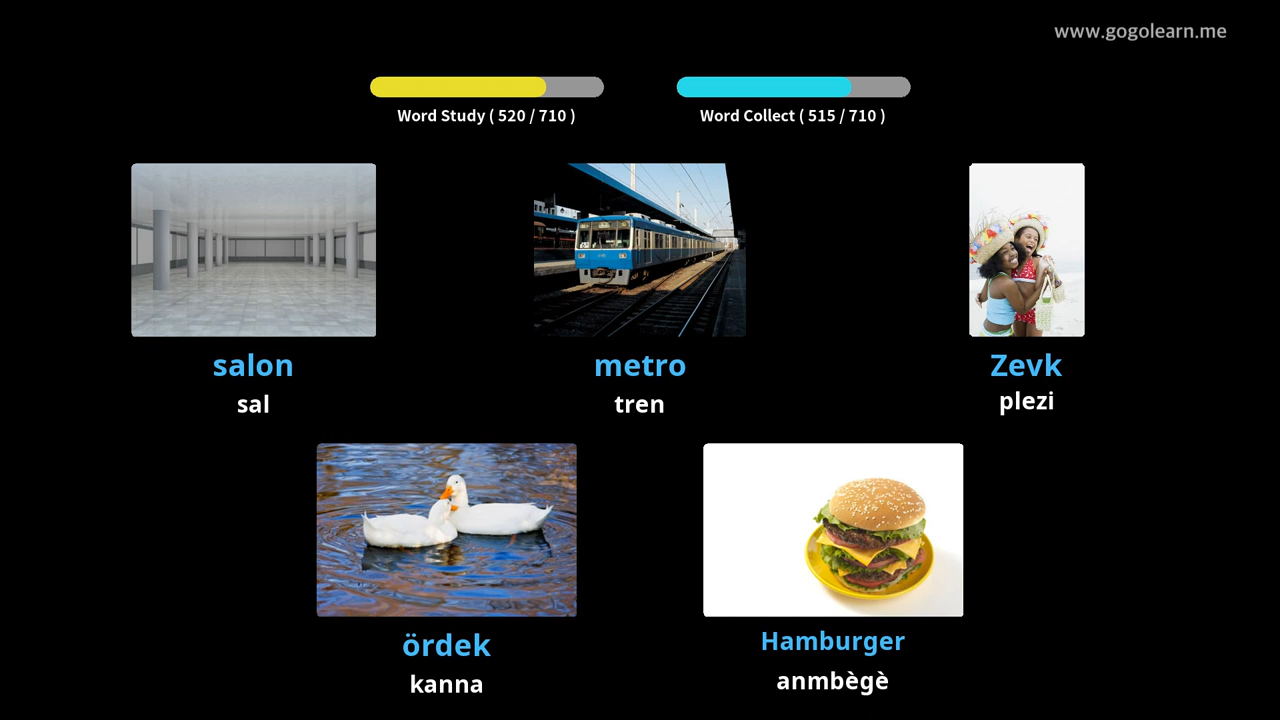 www.gogolearn.me
Word Study ( 520 / 710 )
Word Collect ( 515 / 710 )
salon
sal
metro
tren
Zevk
plezi
ördek
kanna
Hamburger
anmbègè